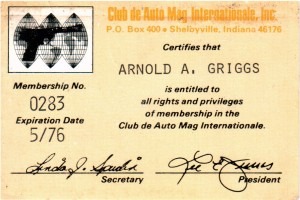 Club de Auto Mag Internationale, Inc.
P.O. Box 400 • Shelbyville, Indiana 46176
Certifies that
ARNOLD A. GRIGGS
is entitled to
all rights and privileges
of membership in the
Club de Auto Mag Internationale.
Membership No.
0283
Expiration Date
5/76
Secretary
President